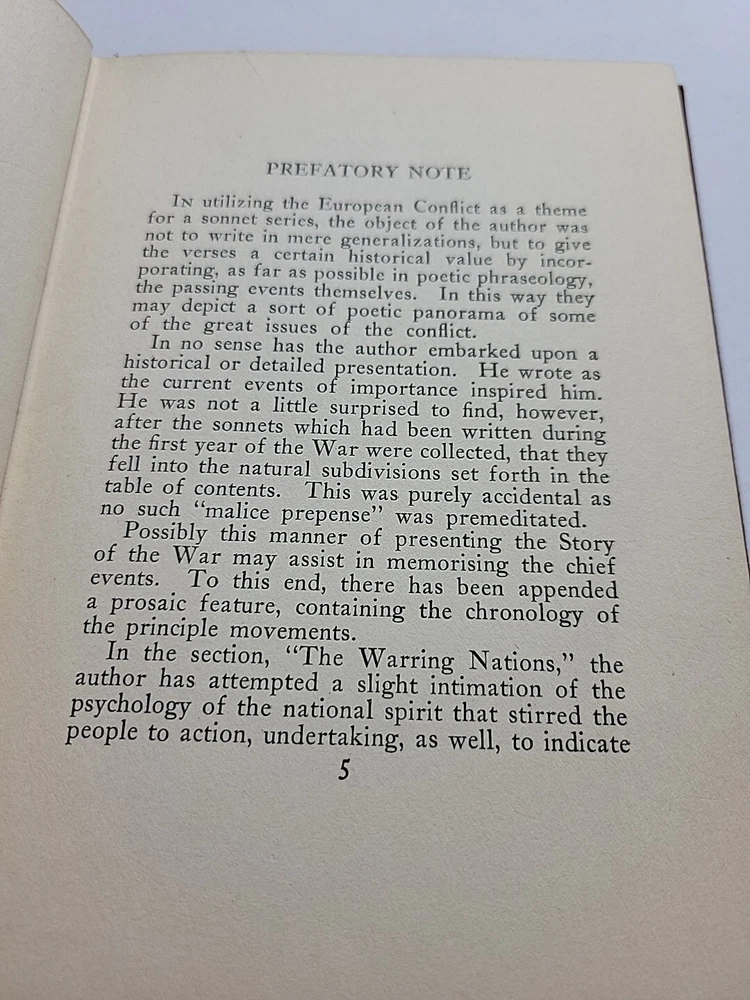 PREFATORY NOTE
In utilizing the European Conflict as a theme
for a sonnet series, the object of the author was
not to write in mere generalizations, but to give
the verses a certain historical value by incor-
porating, as far as possible in poetic phraseology,
the passing events themselves. In this way they
may depict a sort of poetic panorama of some
of the great issues of the conflict.
In no sense has the author embarked upon a
historical or detailed presentation. He wrote as
the current events of importance inspired him.
He was not a little surprised to find, however,
after the sonnets which had been written during
the first year of the War were collected, that they
fell into the natural subdivisions set forth in the
table of contents. This was purely accidental as
no such "malice prepense" was premeditated.
Possibly this manner of presenting the Story
of the War may assist in memorising the chief
events. To this end, there has been appended
a prosaic feature, containing the chronology of
the principle movements.
In the section, "The Warring Nations," the
author has attempted a slight intimation of the
psychology of the national spirit that stirred the
people to action, undertaking, as well, to indicate
5